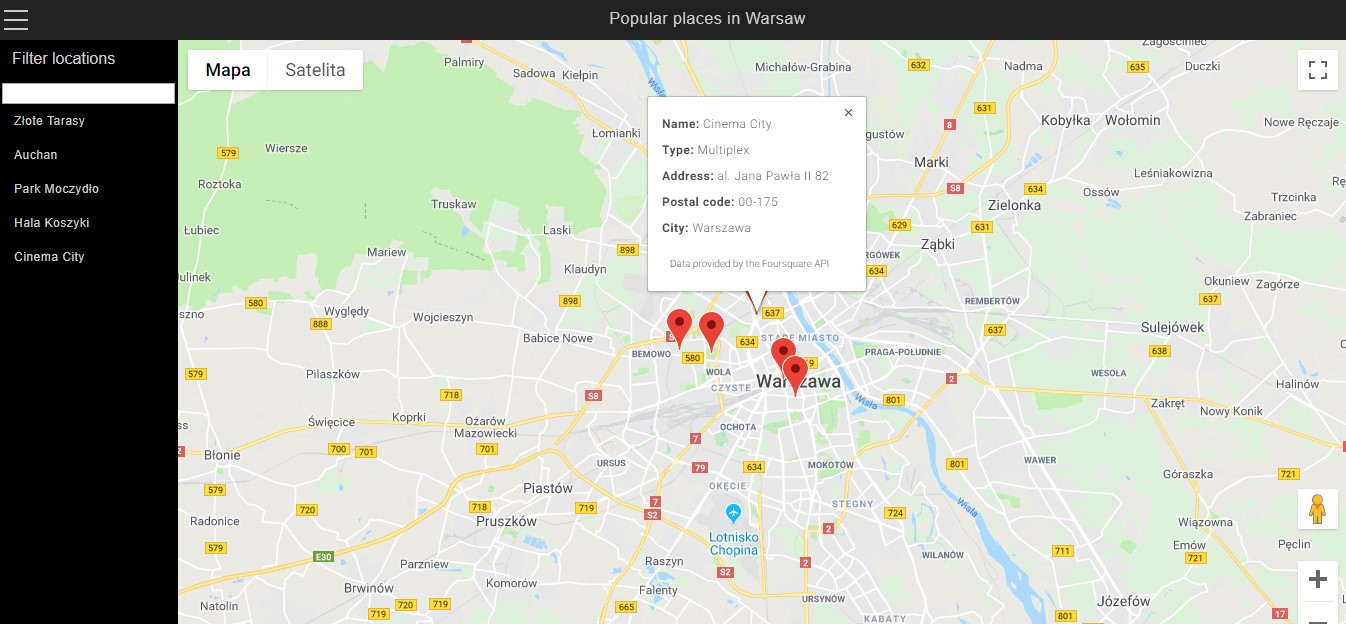 Popular places in Warsaw
Filter locations
Złote Tarasy
Auchan
Park Moczydło
Hala Koszyki
Cinema City
Mapa
Satelita
Name: Cinema City
Type: Multiplex
Address: al. Jana Pawła II 82
Postal code: 00-175
City: Warszawa
Data provided by the Foursquare API
Palmiry
Sadowa
Kiełpin
Wisła
Michałów-Grabina
632
Nadma
635
Zagościniec
Duczki
631
Kobyłka
Wołomin
Nowe Ręczaje
Łomianki
8
Marki
579
Wiersze
Leśniakowizna
Roztoka
S8
634
Ossów
Trzcinka
Truskaw
Zielonka
Zabraniec
Łubiec
Laski
629
631
Mariew
898
Ząbki
Klaudyn
634
Okuniew
Zagórze
580
898
REMBERTÓW
637
Wyględy
888
Wojcieszyn
637
637
Sulejówek
Babice Nowe
634
STARE MIASTO
BEMOWO
580
PRAGA-POŁUDNIE
638
579
Pilaszków
WOLA
WESOŁA
CZYSTE
Warszawa
2
Halinów
718
S8
Wisła
801
Zakręt
Nowy Konik
Święcice
Koprki
Ożarów
Mazowiecki
OCHOTA
7
700
701
701
Błonie
URSUS
79
634
MOKOTÓW
801
WAWER
Góraszka
721
579
Piastów
OKĘCIE
7
S2
STEGNY
Wisła
720
718
719
724
Radonice
Pruszków
Lotnisko
Chopina
2
Wiązowna
579
E30
WILANÓW
711
Emów
721
Pęclin
Parzniew
Raszyn
2
S2
Brwinów
Komorów
Falenty
URSYNÓW
Józefów
Natolin
719
720
719
665
KABATY
801
17